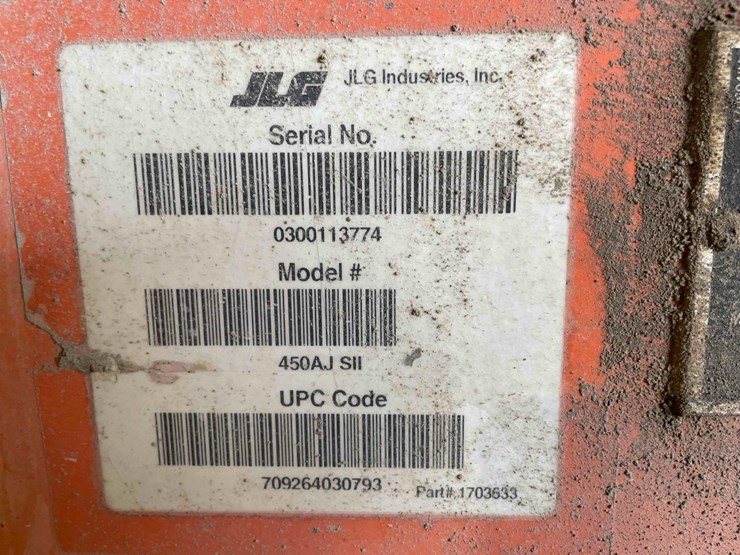 JLG JLG Industries, Inc.
Serial No.
0300113774
Model #
450AJ SII
UPC Code
709264030793 Part# 1703633